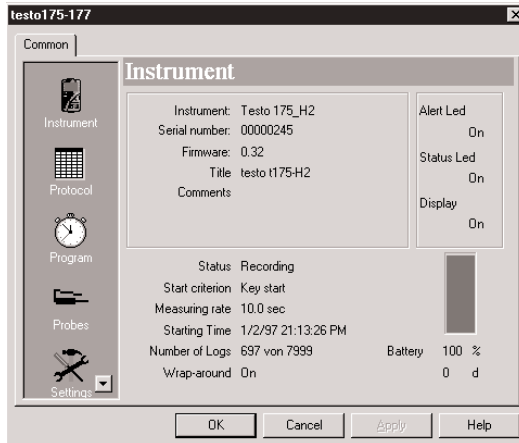 testo175-177
Common
Instrument
Instrument
Protocol
Program
Probes
Settings
Instrument: Testo 175_H2
Serial number: 00000245
Firmware: 0.32
Title testo t175-H2
Comments
Alert Led
On
Status Led
On
Display
On
Status Recording
Start criterion Key start
Measuring rate 10.0 sec
Starting Time 1/2/97 21:13:26 PM
Number of Logs 697 von 7999
Wrap-around On
Battery 100 %
0 d
OK Cancel Apply Help